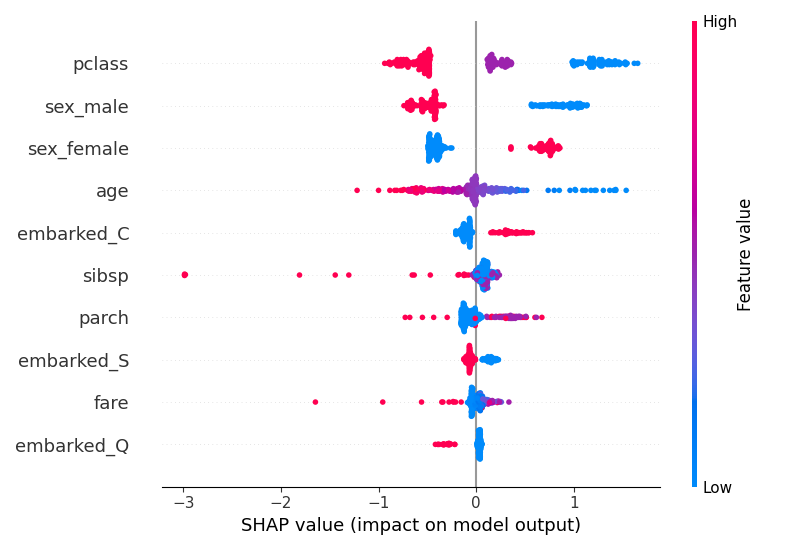 High
pclass
sex_male
sex_female
age
embarked_C
sibsp
parch
embarked_S
fare
embarked_Q
Low
Feature value
−3 −2 −1 0 1
SHAP value (impact on model output)